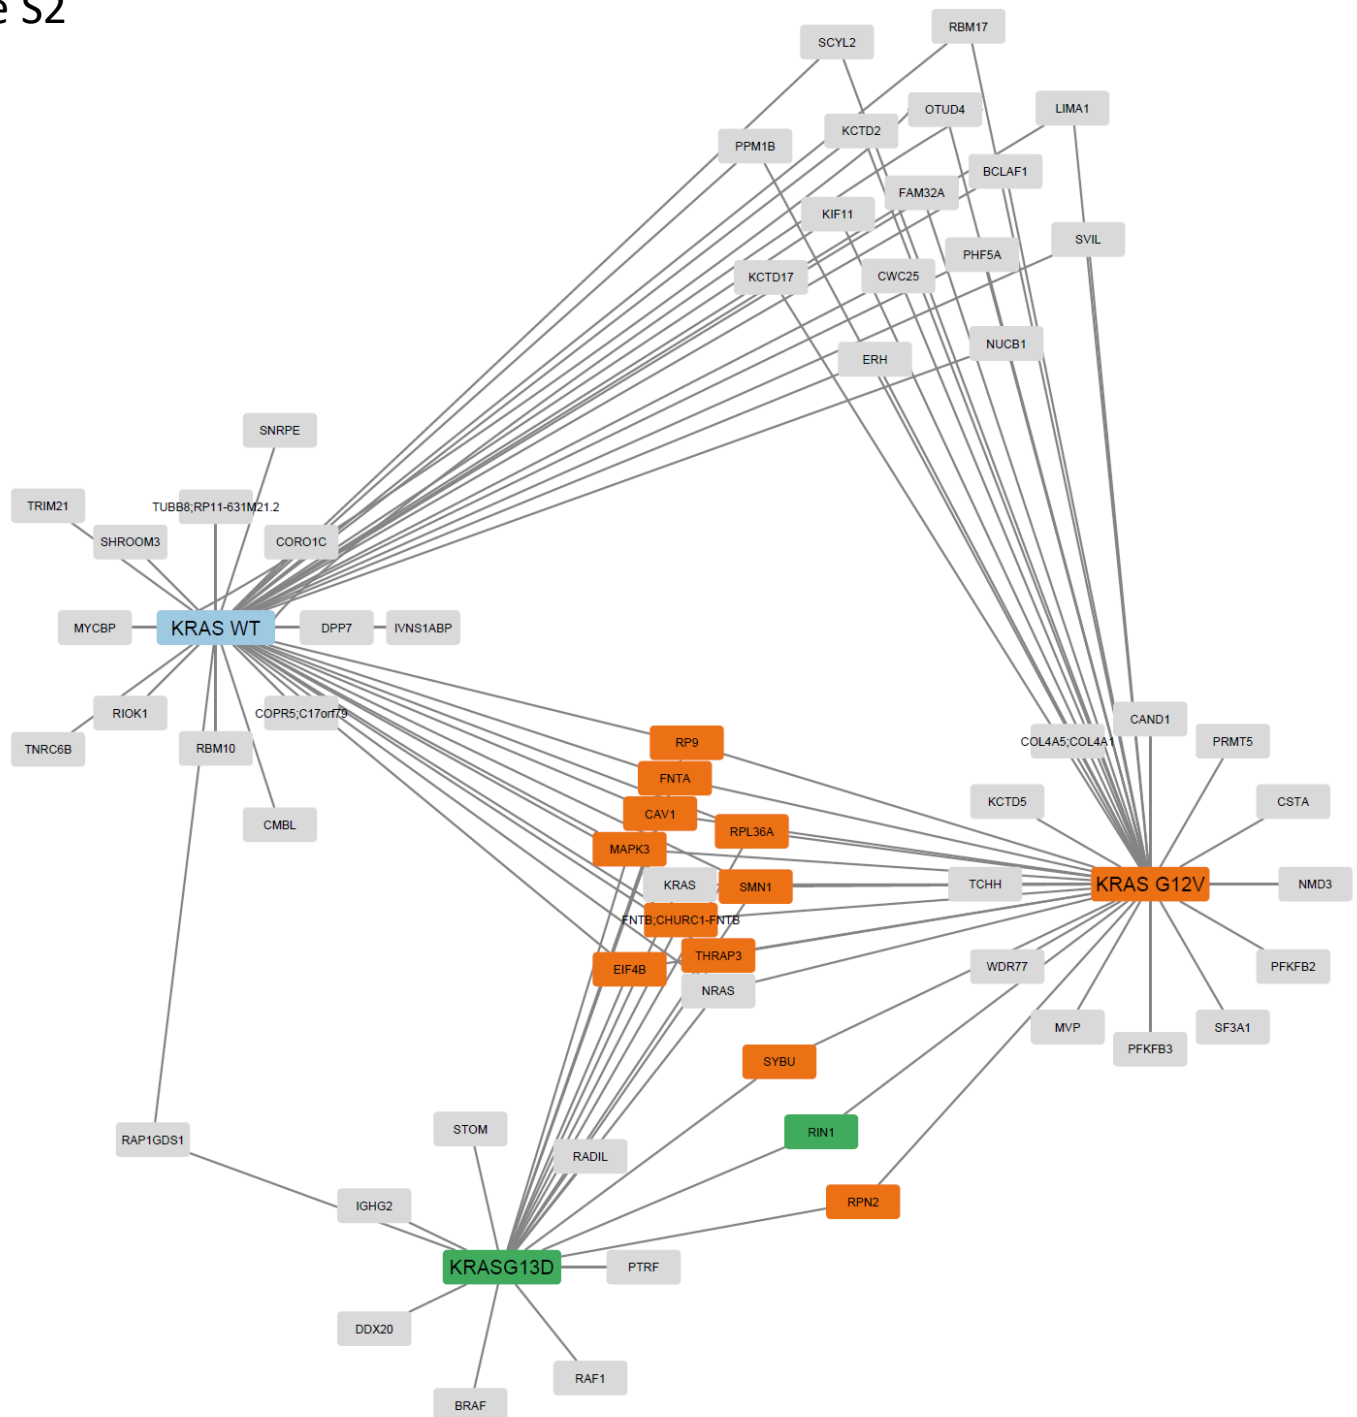 e S2
RBM17
SCYL2
OTUD4
LIMA1
KCTD2
PPM1B
BCLAF1
FAM32A
KIF11
SVIL
PHF5A
KCTD17
CWC25
NUCB1
ERH
SNRPE
TRIM21
TUBB8;RP11-631M21.2
SHROOM3
CORO1C
MYCBP
KRAS WT
DPP7
IVNS1ABP
RIOK1
COPR5;C17orf79
TNRC6B
RBM10
CMBL
RP9
FNTA
CAV1
RPL36A
MAPK3
KRAS
SMN1
FNTB;CHURC1-FNTB
THRAP3
EIF4B
NRAS
CAND1
COL4A5;COL4A1
PRMT5
KCTD5
CSTA
TCHH
KRAS G12V
NMD3
WDR77
PFKFB2
MVP
SF3A1
PFKFB3
SYBU
RIN1
RPN2
RAP1GDS1
STOM
RADIL
IGHG2
KRASG13D
PTRF
DDX20
RAF1
BRAF